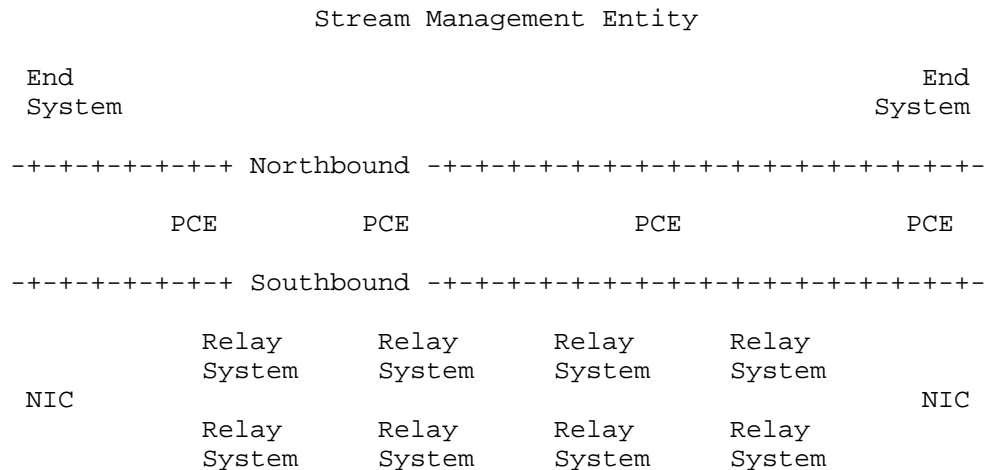 Stream Management Entity
End End
System System
-+-+-+-+-+-+ Northbound -+-+-+-+-+-+-+-+-+-+-+-+-+-+-+-+-+-
PCE PCE PCE PCE
-+-+-+-+-+-+ Southbound -+-+-+-+-+-+-+-+-+-+-+-+-+-+-+-+-+-
Relay Relay Relay Relay
System System System System
NIC NIC
Relay Relay Relay Relay
System System System System